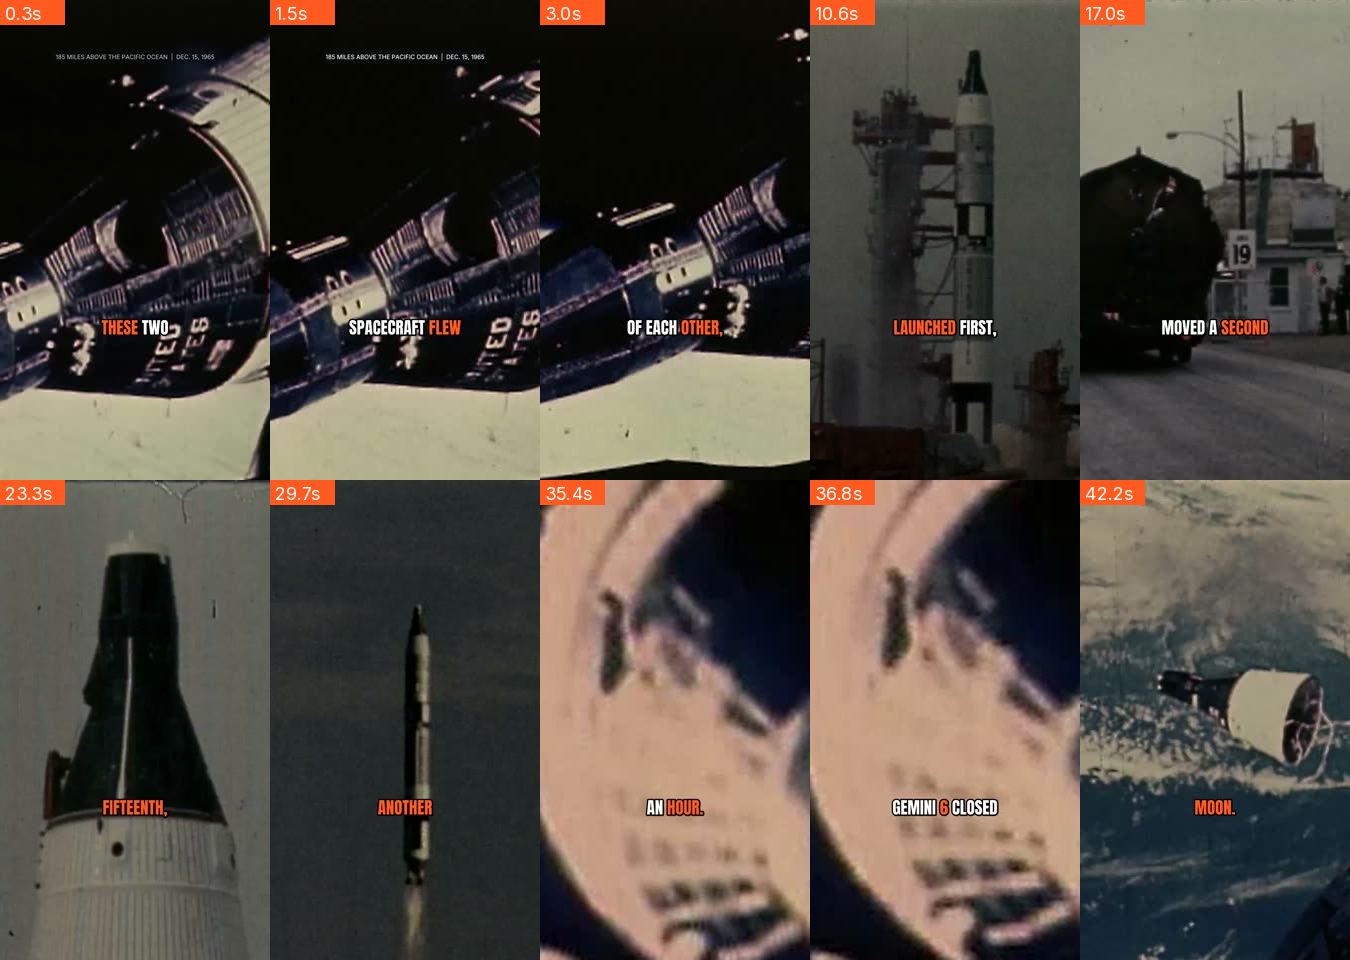 0.3s
185 MILES ABOVE THE PACIFIC OCEAN | DEC. 15, 1965
THESE TWO
UNITED
STATES
1.5s
185 MILES ABOVE THE PACIFIC OCEAN | DEC. 15, 1965
SPACECRAFT FLEW
3.0s
OF EACH OTHER,
10.6s
LAUNCHED FIRST,
17.0s
19
MOVED A SECOND
23.3s
FIFTEENTH,
29.7s
ANOTHER
35.4s
AN HOUR.
36.8s
GEMINI 6 CLOSED
42.2s
MOON.